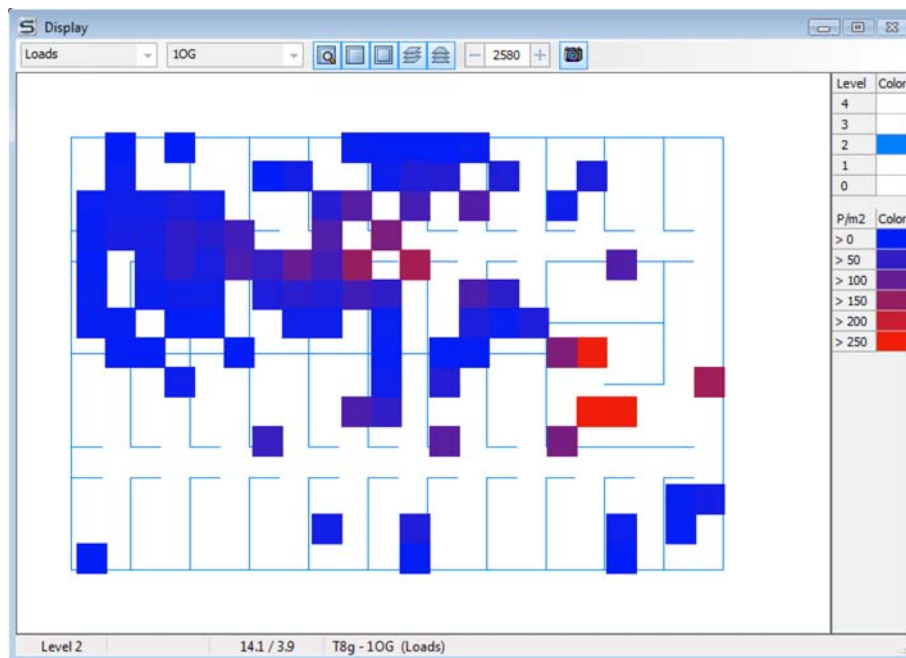 S Display
Loads 1OG 2580
Level Color
4
3
2
1
0
P/m2 Color
> 0
> 50
> 100
> 150
> 200
> 250
Level 2 14.1 / 3.9 T8g - 1OG (Loads)